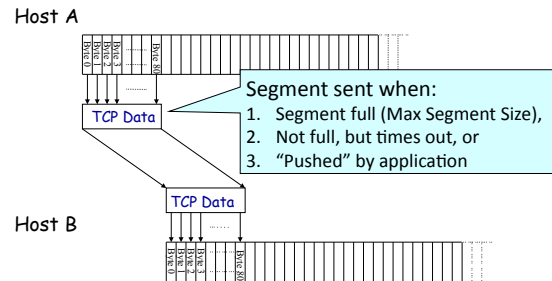 Host A
Byte 0
Byte 1
Byte 2
Byte 3
Byte 80
TCP Data
Segment sent when:
1. Segment full (Max Segment Size),
2. Not full, but times out, or
3. “Pushed” by application
TCP Data
Host B
Byte 0
Byte 1
Byte 2
Byte 3
Byte 80